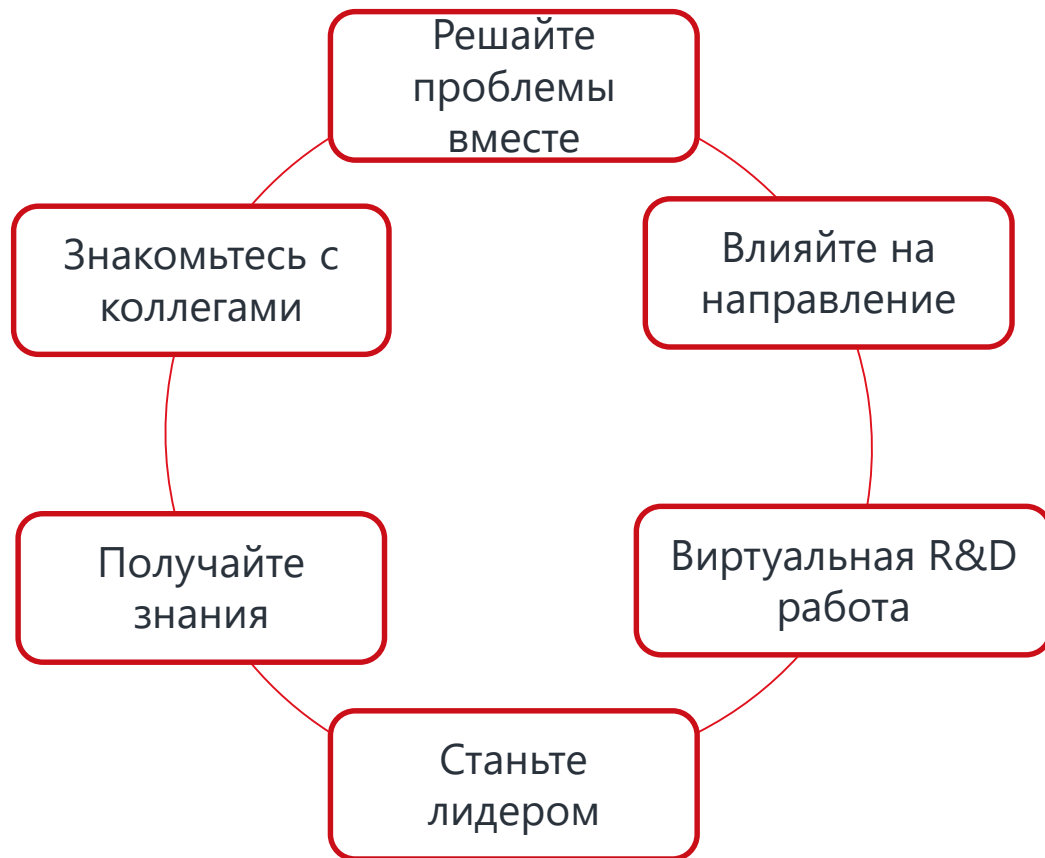 Решайте
проблемы
вместе
Знакомьтесь с
коллегами
Влияйте на
направление
Получайте
знания
Виртуальная R&D
работа
Станьте
лидером